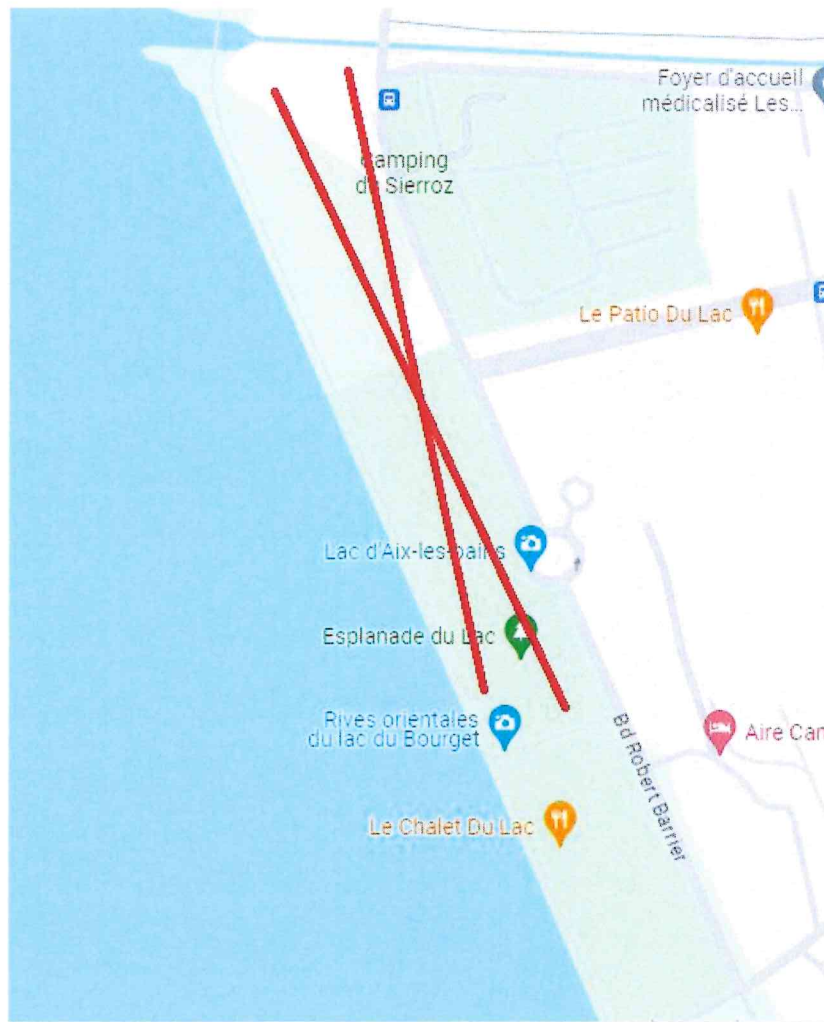 Foyer d'accueil
médicalisé Les...
Camping
du Sierroz
Le Patio Du Lac
Lac d'Aix-les-bains
Esplanade du Lac
Rives orientales
du lac du Bourget
Bd Robert Barrier
Aire Cam
Le Chalet Du Lac